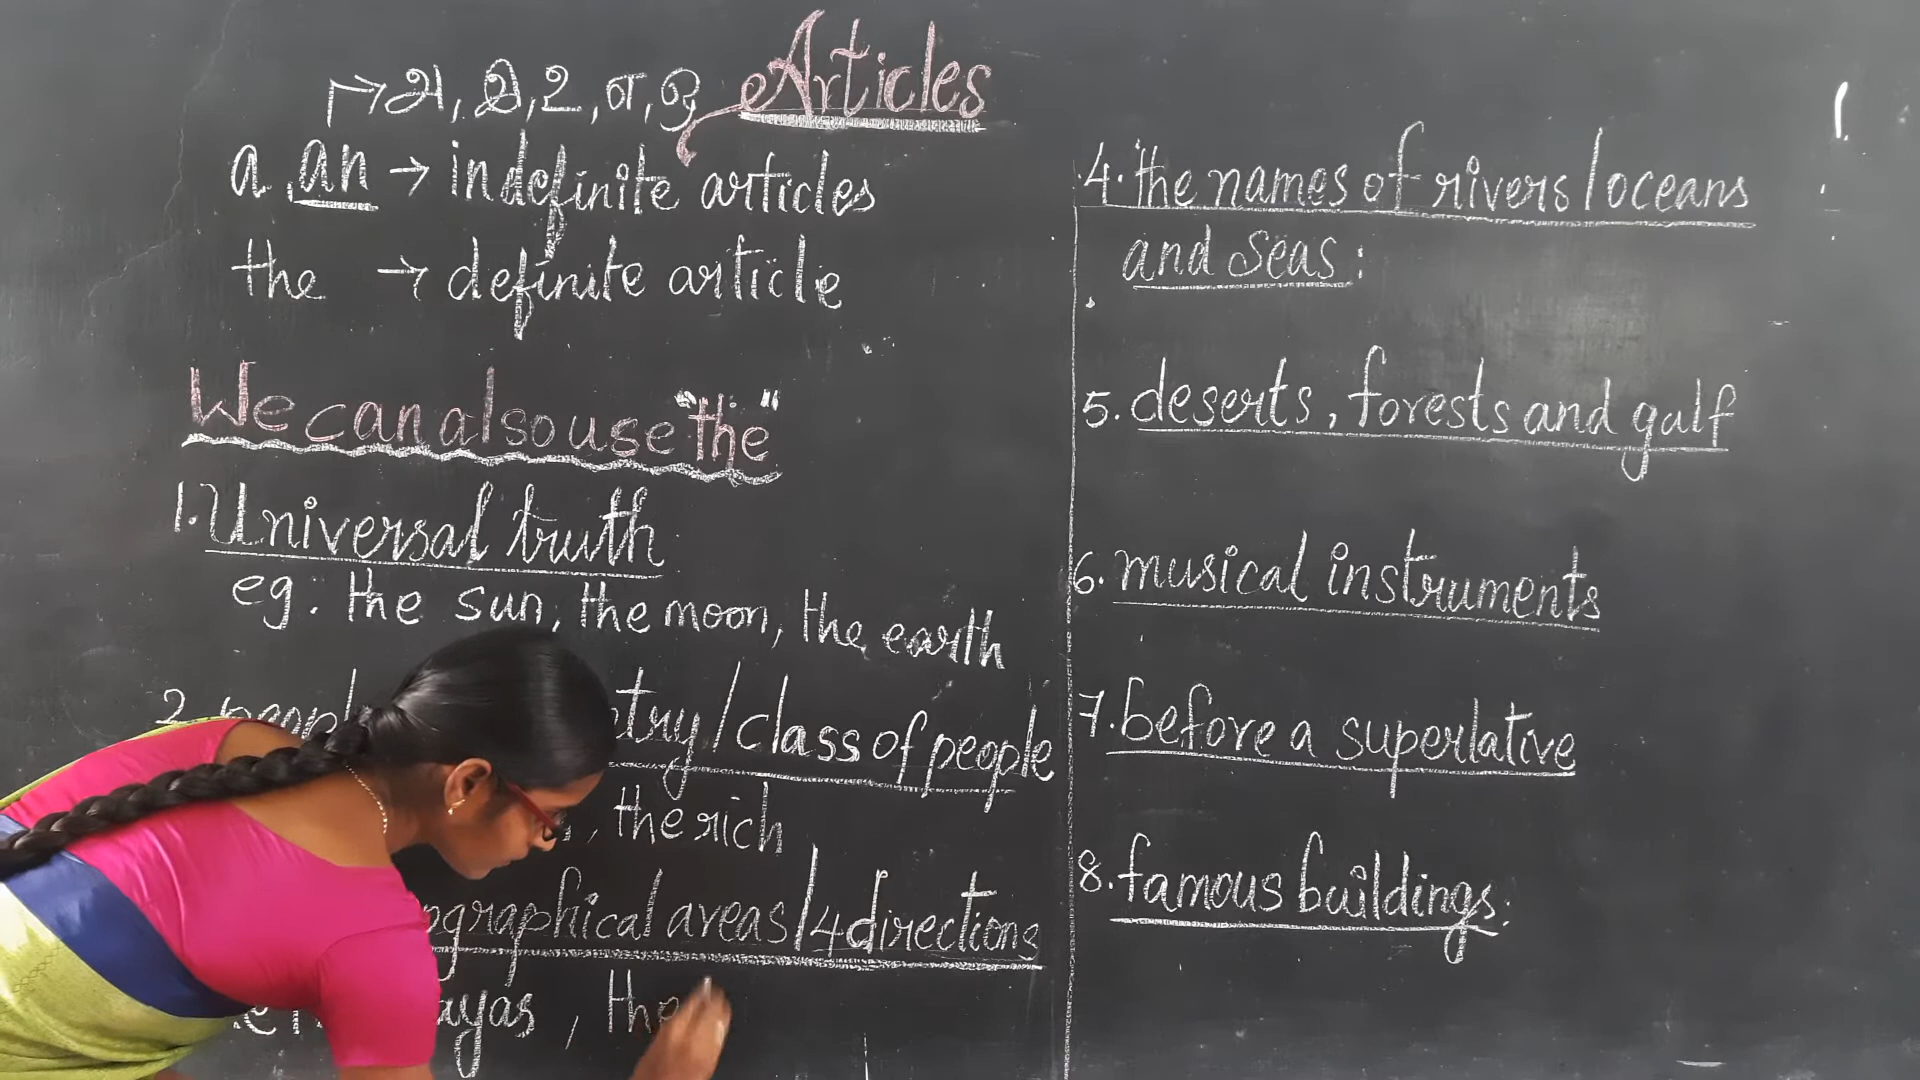 Articles
→ அ, இ, உ, எ, ஒ
a, an → indefinite articles
the → definite article
We can also use "the"
1. Universal truth
eg: the sun, the moon, the earth
2. /class of people
, the rich
graphical areas/4 directions
, the
4. the names of rivers/oceans
and seas:
5. deserts, forests and gulf
6. musical instruments
7. before a superlative
8. famous buildings: